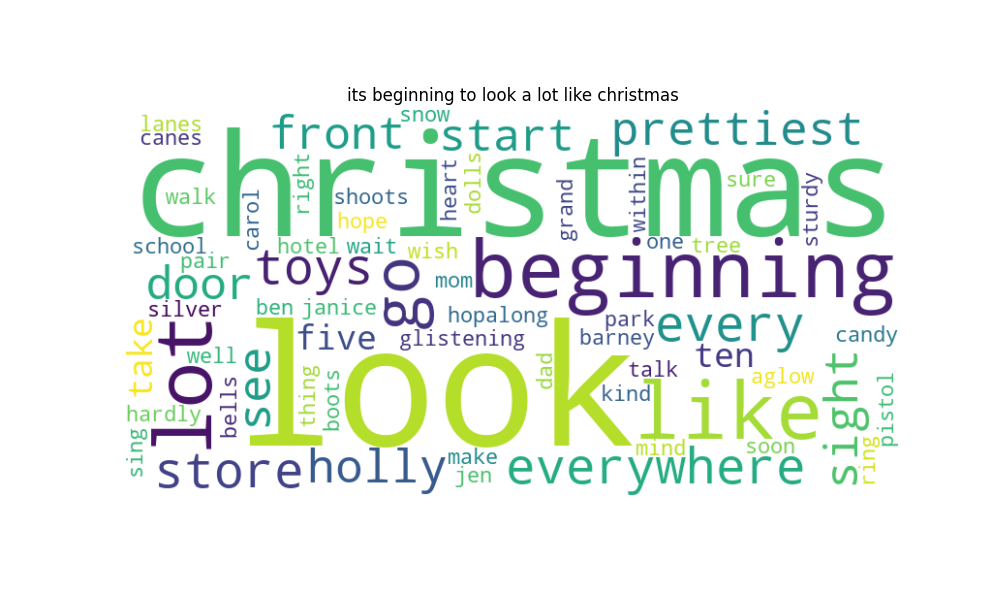 its beginning to look a lot like christmas
lanes
canes
front
snow
start
prettiest
christmas
walk
carol
right
shoots
hope
heart
dolls
grand
within
sure
sturdy
school
pair
hotel
wait
wish
one
tree
door
toys
go
mom
beginning
silver
ben
janice
hopalong
park
every
candy
take
lot
well
see
five
glistening
barney
ten
look
talk
aglow
thing
boots
dad
kind
like
sight
pistol
hardly
bells
sing
store
holly
make
jen
everywhere
mind
soon
ring